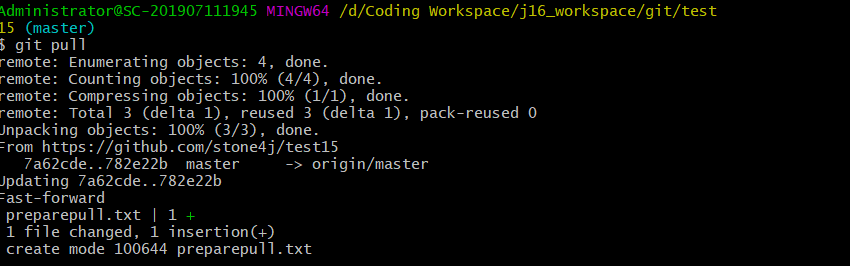 Administrator@SC-201907111945 MINGW64 /d/Coding Workspace/j16_workspace/git/test
15 (master)
$ git pull
remote: Enumerating objects: 4, done.
remote: Counting objects: 100% (4/4), done.
remote: Compressing objects: 100% (1/1), done.
remote: Total 3 (delta 1), reused 3 (delta 1), pack-reused 0
Unpacking objects: 100% (3/3), done.
From https://github.com/stone4j/test15
   7a62cde..782e22b  master     -> origin/master
Updating 7a62cde..782e22b
Fast-forward
 preparepull.txt | 1 +
 1 file changed, 1 insertion(+)
 create mode 100644 preparepull.txt